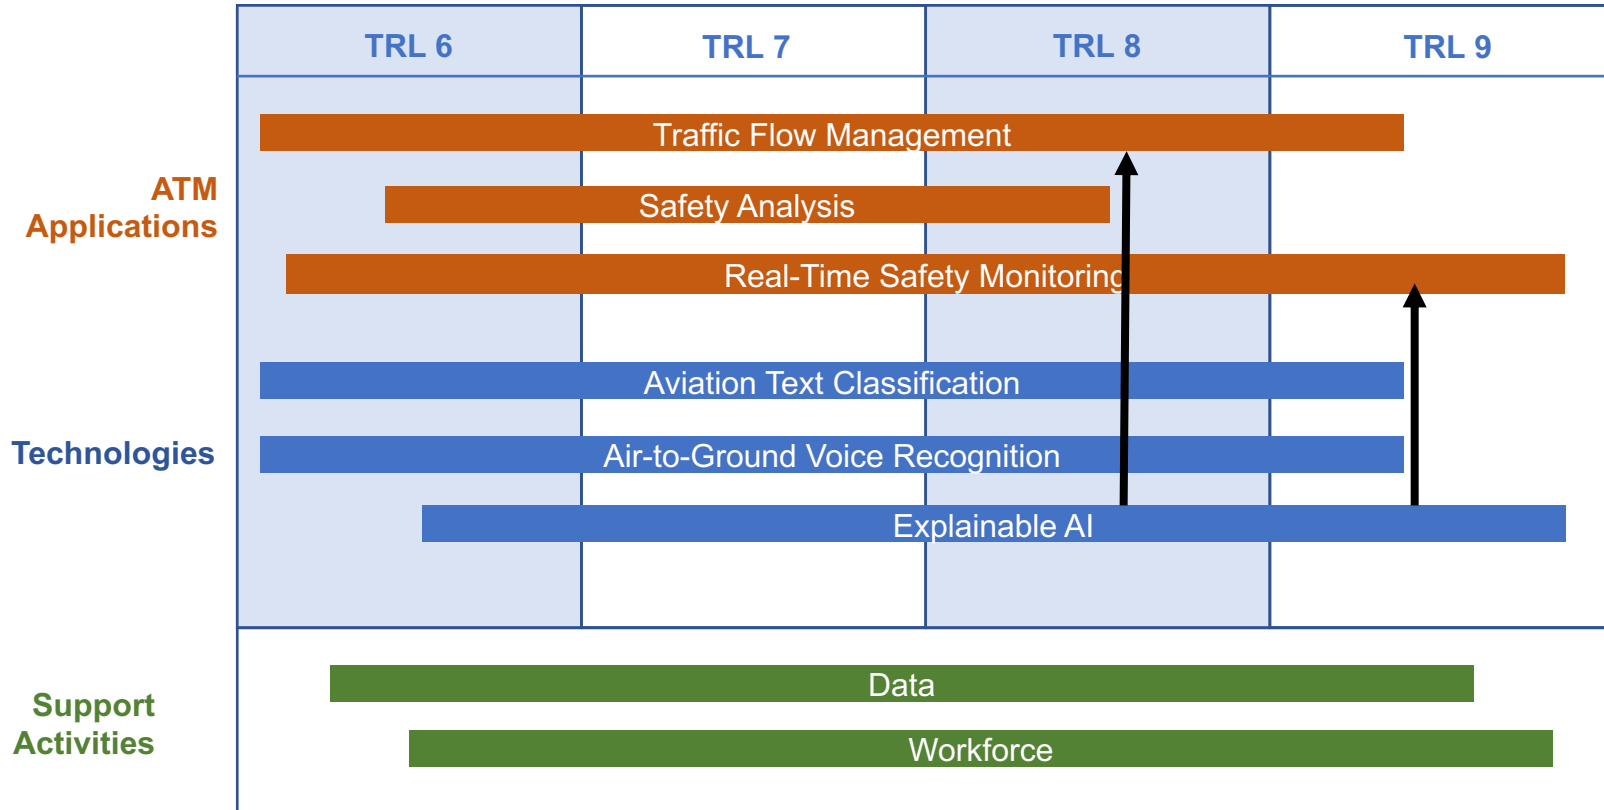 TRL 6
TRL 7
TRL 8
TRL 9
ATM
Applications
Traffic Flow Management
Safety Analysis
Real-Time Safety Monitoring
Technologies
Aviation Text Classification
Air-to-Ground Voice Recognition
Explainable AI
Support
Activities
Data
Workforce